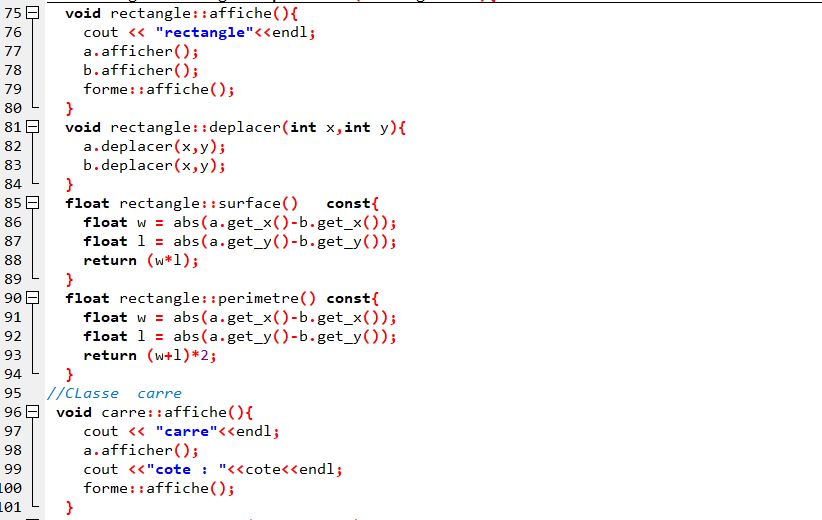 75 void rectangle::affiche(){
76 cout << "rectangle"<<endl;
77 a.afficher();
78 b.afficher();
79 forme::affiche();
80 }
81 void rectangle::deplacer(int x,int y){
82 a.deplacer(x,y);
83 b.deplacer(x,y);
84 }
85 float rectangle::surface() const{
86 float w = abs(a.get_x()-b.get_x());
87 float l = abs(a.get_y()-b.get_y());
88 return (w*l);
89 }
90 float rectangle::perimetre() const{
91 float w = abs(a.get_x()-b.get_x());
92 float l = abs(a.get_y()-b.get_y());
93 return (w+l)*2;
94 }
95 //CLasse carre
96 void carre::affiche(){
97 cout << "carre"<<endl;
98 a.afficher();
99 cout <<"cote : "<<cote<<endl;
100 forme::affiche();
101 }